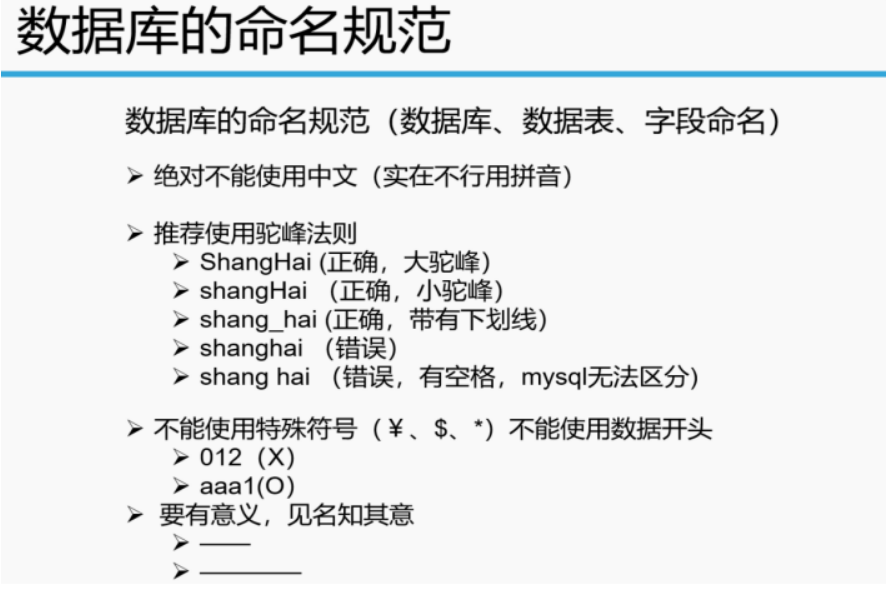 数据库的命名规范
数据库的命名规范（数据库、数据表、字段命名）
➢ 绝对不能使用中文（实在不行用拼音）
➢ 推荐使用驼峰法则
➢ ShangHai (正确，大驼峰）
➢ shangHai （正确，小驼峰）
➢ shang_hai (正确，带有下划线）
➢ shanghai （错误）
➢ shang hai （错误，有空格，mysql无法区分)
➢ 不能使用特殊符号（￥、$、*）不能使用数据开头
➢ 012（X）
➢ aaa1(O）
➢ 要有意义，见名知其意
➢ ——
➢ ————